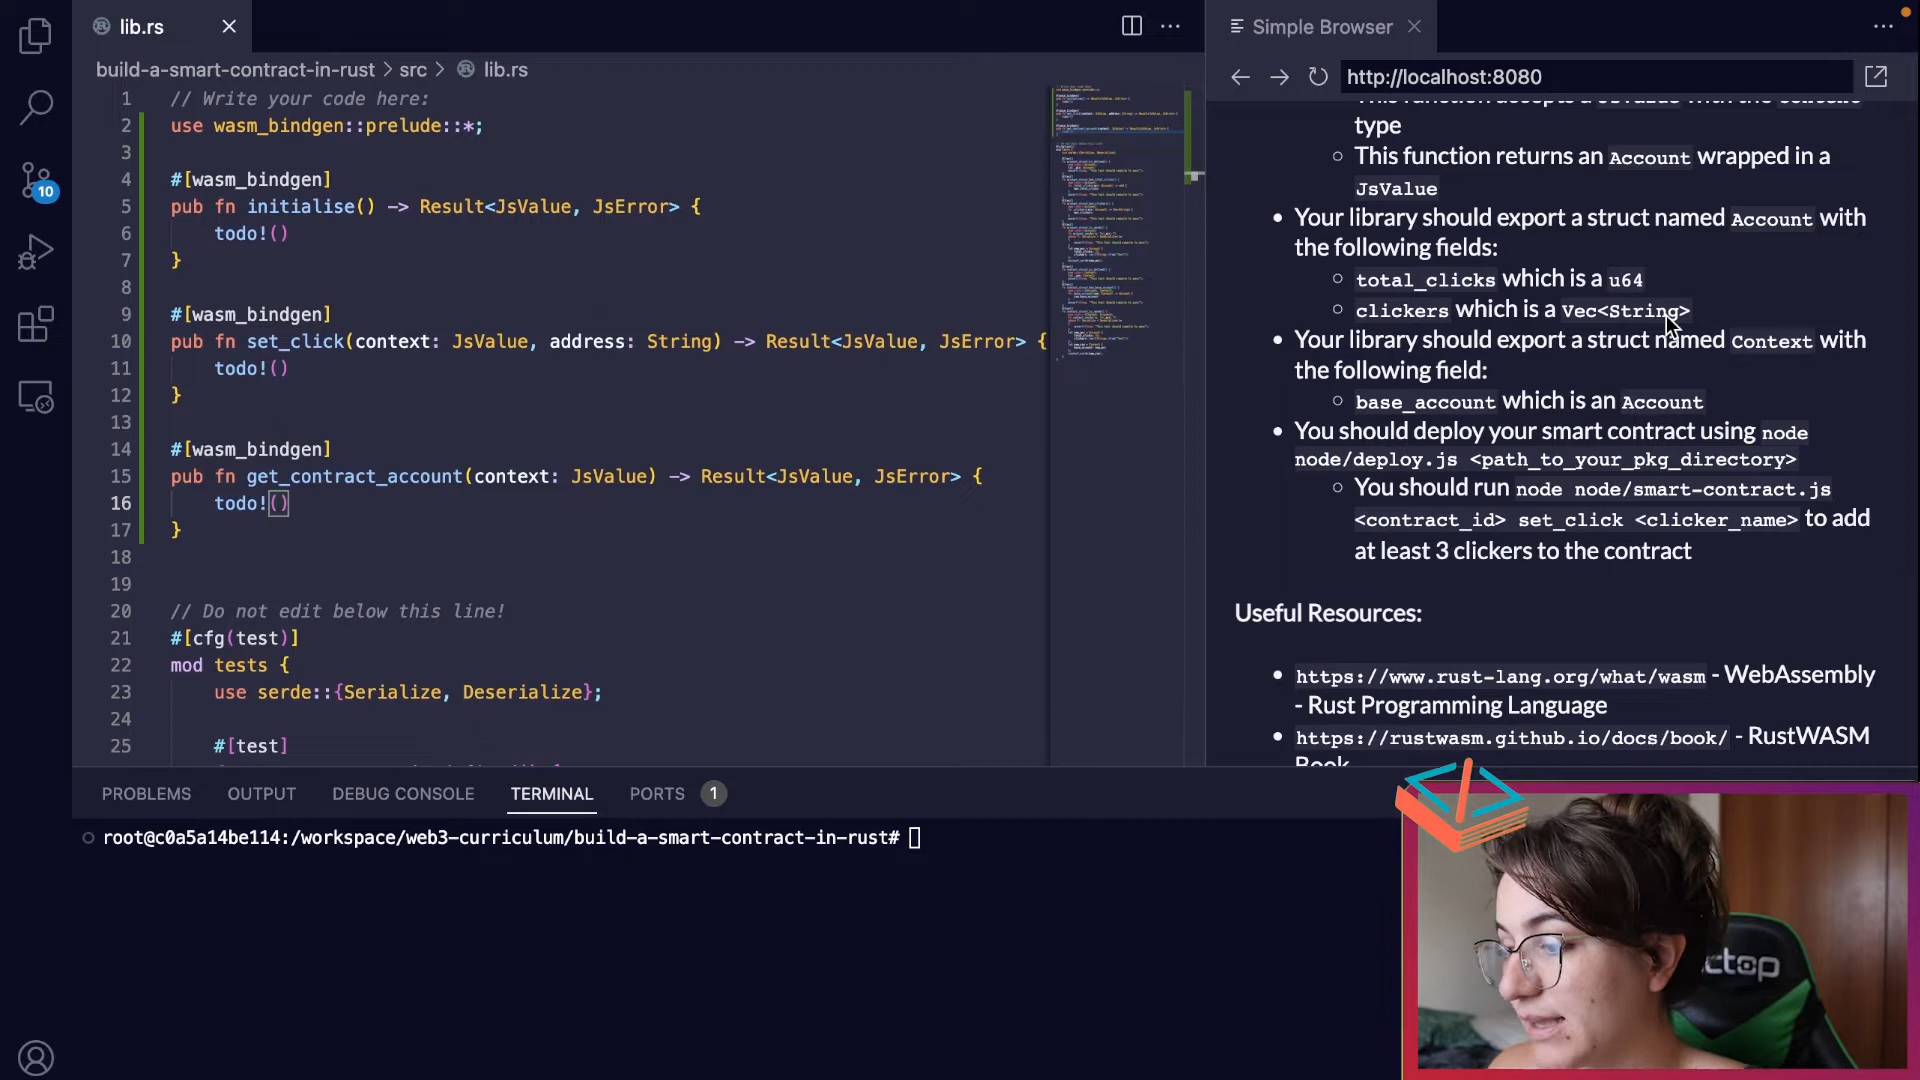 lib.rs
build-a-smart-contract-in-rust > src > lib.rs
1 // Write your code here:
2 use wasm_bindgen::prelude::*;
3
4 #[wasm_bindgen]
5 pub fn initialise() -> Result<JsValue, JsError> {
6 todo!()
7 }
8
9 #[wasm_bindgen]
10 pub fn set_click(context: JsValue, address: String) -> Result<JsValue, JsError> {
11 todo!()
12 }
13
14 #[wasm_bindgen]
15 pub fn get_contract_account(context: JsValue) -> Result<JsValue, JsError> {
16 todo!()
17 }
18
19
20 // Do not edit below this line!
21 #[cfg(test)]
22 mod tests {
23 use serde::{Serialize, Deserialize};
24
25 #[test]
10
Simple Browser
http://localhost:8080
type
This function returns an Account wrapped in a
JsValue
Your library should export a struct named Account with
the following fields:
total_clicks which is a u64
clickers which is a Vec<String>
Your library should export a struct named Context with
the following field:
base_account which is an Account
You should deploy your smart contract using node
node/deploy.js <path_to_your_pkg_directory>
You should run node node/smart-contract.js
<contract_id> set_click <clicker_name> to add
at least 3 clickers to the contract
Useful Resources:
https://www.rust-lang.org/what/wasm - WebAssembly
- Rust Programming Language
https://rustwasm.github.io/docs/book/ - RustWASM
Book
PROBLEMS OUTPUT DEBUG CONSOLE TERMINAL PORTS 1
root@c0a5a14be114:/workspace/web3-curriculum/build-a-smart-contract-in-rust#